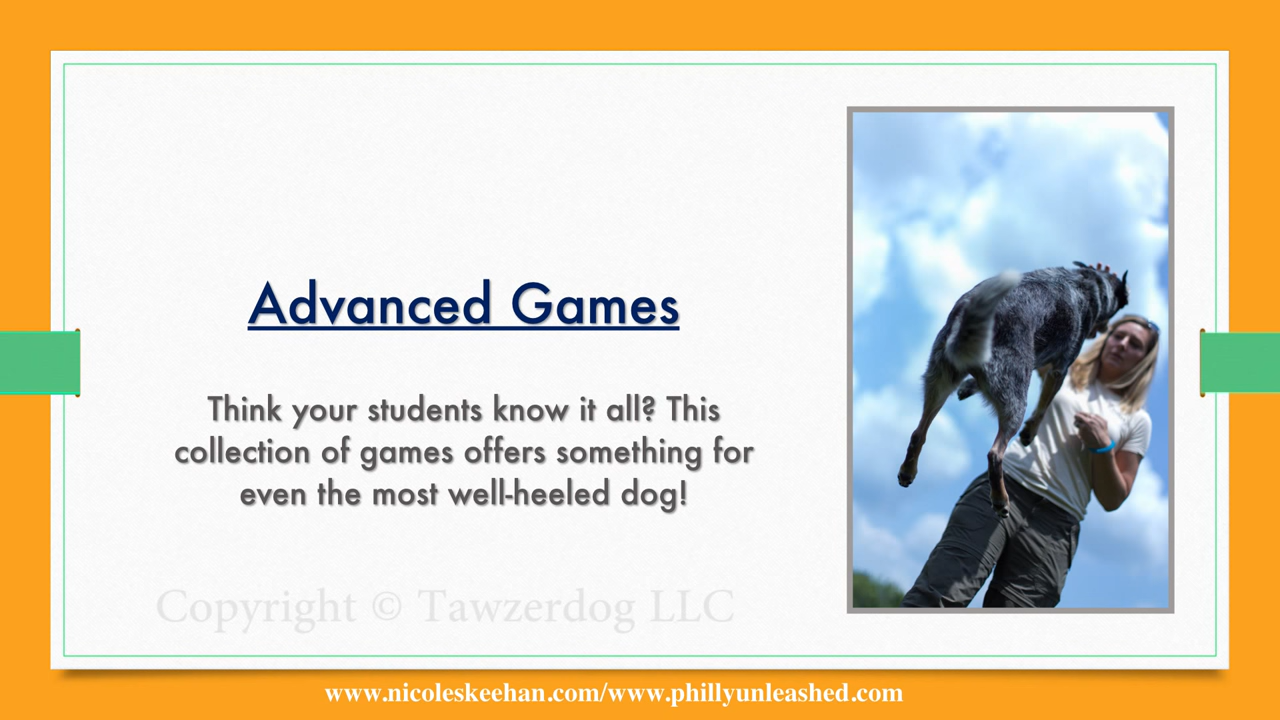 Advanced Games
Think your students know it all? This
collection of games offers something for
even the most well-heeled dog!
Copyright © Tawzerdog LLC
www.nicoleskeehan.com/www.phillyunleashed.com